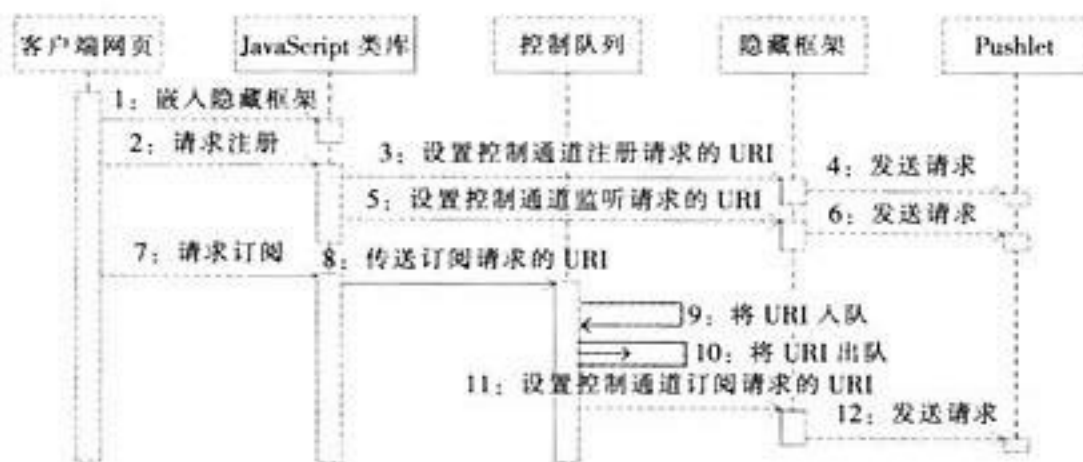 客户端网页
JavaScript 类库
控制队列
隐藏框架
Pushlet
1：嵌入隐藏框架
2：请求注册
3：设置控制通道注册请求的 URI
4：发送请求
5：设置控制通道监听请求的 URI
6：发送请求
7：请求订阅
8：传送订阅请求的 URI
9：将 URI 入队
10：将 URI 出队
11：设置控制通道订阅请求的 URI
12：发送请求